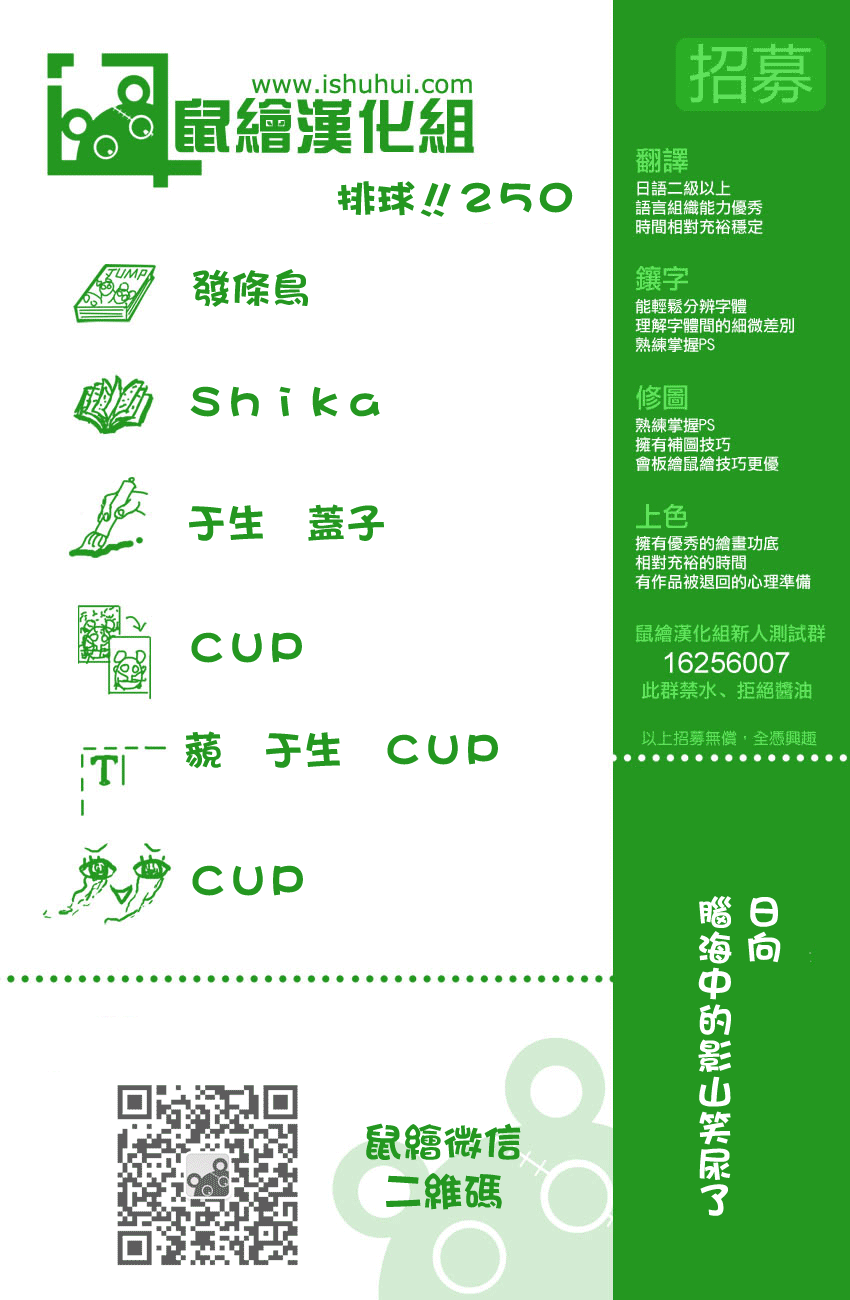 www.ishuhui.com
鼠繪漢化組
排球!!250
JUMP
發條鳥
Shika
于生 蓋子
cup
T
蘋 于生 cup
cup
鼠繪微信
二維碼
招募
翻譯
日語二級以上
語言組織能力優秀
時間相對充裕穩定
鑲字
能輕鬆分辨字體
理解字體間的細微差別
熟練掌握PS
修圖
熟練掌握PS
擁有補圖技巧
會板繪鼠繪技巧更優
上色
擁有優秀的繪畫功底
相對充裕的時間
有作品被退回的心理準備
鼠繪漢化組新人測試群
16256007
此群禁水、拒絕醬油
以上招募無償，全憑興趣
日向
腦海中的影山笑尿了